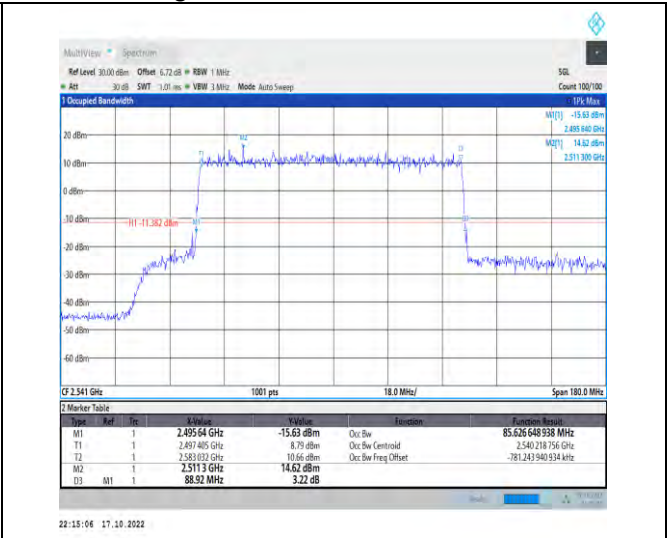 MultiView Spectrum
Ref Level 30.00 dBm Offset 6.72 dB RBW 1 MHz SGL
Att 30 dB SWT 1.01 ms VBW 3 MHz Mode Auto Sweep Count 100/100
1 Occupied Bandwidth 1Pk Max
M1[1] -15.63 dBm
2.495 640 GHz
M2[1] 14.62 dBm
2.511 300 GHz
20 dBm
M2
T1
10 dBm
0 dBm
-10 dBm
H1 -11.382 dBm M1
-20 dBm
-30 dBm
-40 dBm
-50 dBm
-60 dBm
CF 2.541 GHz 1001 pts 18.0 MHz/ Span 180.0 MHz
2 Marker Table
Type Ref Trc X-Value Y-Value Function Function Result
M1 1 2.49564 GHz -15.63 dBm Occ Bw 85.626 648 938 MHz
T1 1 2.497 405 GHz 8.79 dBm Occ Bw Centroid 2.540 218 756 GHz
T2 1 2.583 032 GHz 10.66 dBm Occ Bw Freq Offset -781.243 940 934 kHz
M2 1 2.5113 GHz 14.62 dBm
D3 M1 1 88.92 MHz 3.22 dB
22:15:06 17.10.2022